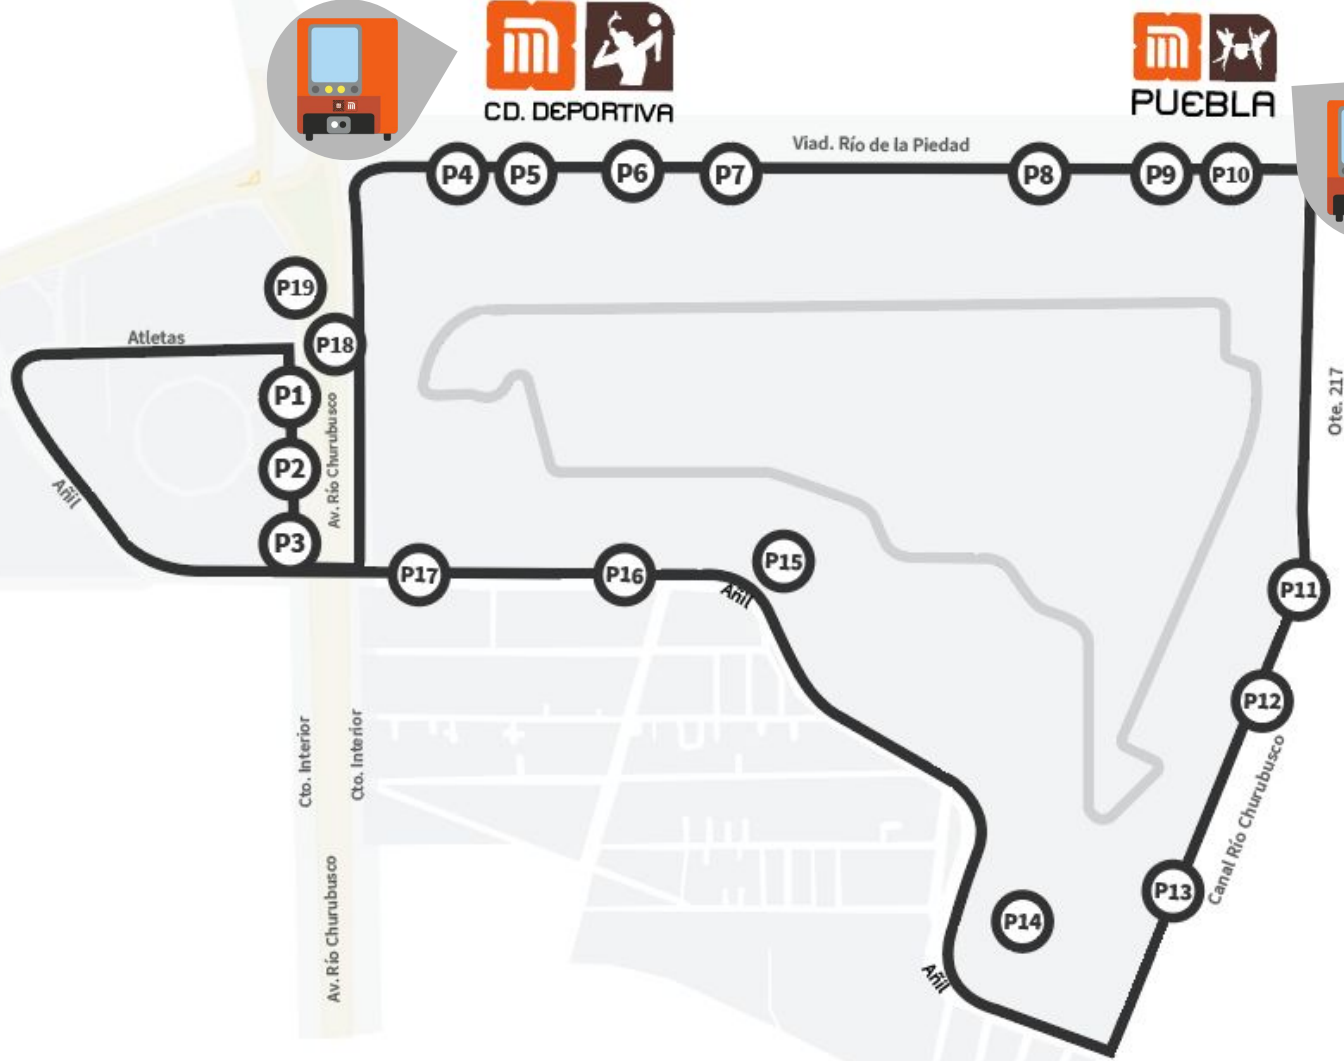 CD. DEPORTIVA
PUEBLA
Viad. Río de la Piedad
P4
P5
P6
P7
P8
P9
P10
P19
Atletas
P18
P1
Ote. 217
P2
Av. Río Churubusco
Añil
P3
P17
P16
P15
Añil
P11
P12
Cto. Interior
Cto. Interior
Canal Río Churubusco
P13
P14
Av. Río Churubusco
Añil